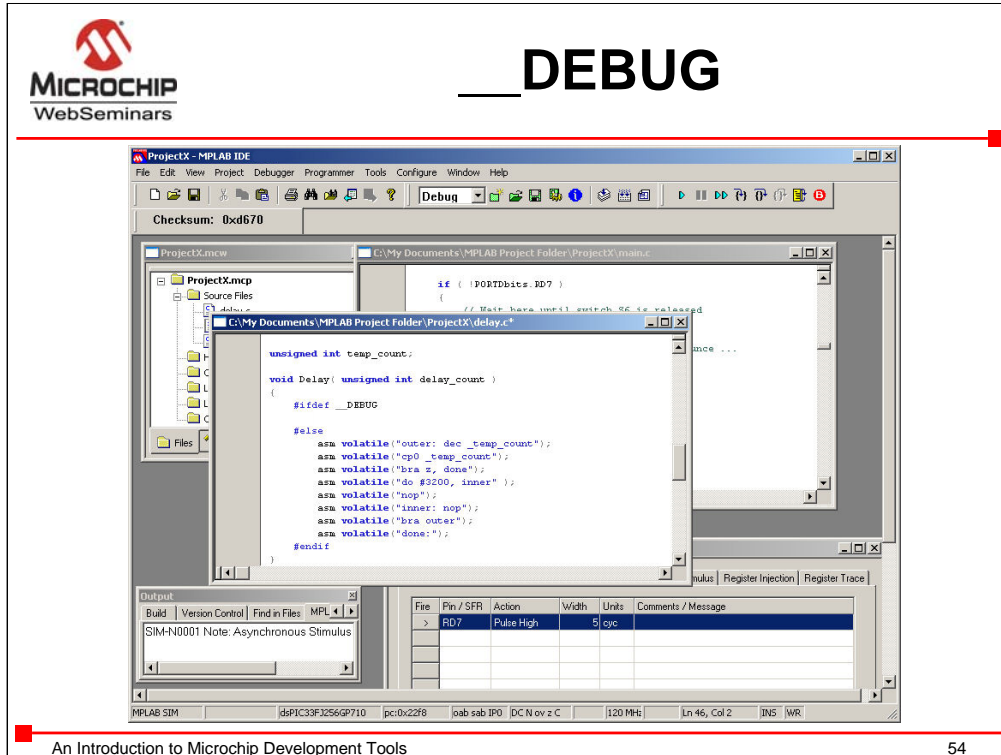 MICROCHIP
WebSeminars
__DEBUG
ProjectX - MPLAB IDE
File Edit View Project Debugger Programmer Tools Configure Window Help
Debug
Checksum: 0xd670
ProjectX.mcw
C:\My Documents\MPLAB Project Folder\ProjectX\main.c
ProjectX.mcp
Source Files
delay.c
H
C
L
L
C
Files
if ( !PORTDbits.RD7 )
{
// Wait here until switch S6 is released
unce ...
C:\My Documents\MPLAB Project Folder\ProjectX\delay.c*
unsigned int temp_count;
void Delay( unsigned int delay_count )
{
#ifdef __DEBUG
#else
asm volatile("outer: dec _temp_count");
asm volatile("cp0 _temp_count");
asm volatile("bra z, done");
asm volatile("do #3200, inner" );
asm volatile("nop");
asm volatile("inner: nop");
asm volatile("bra outer");
asm volatile("done:");
#endif
}
Output
Build Version Control Find in Files MPL
SIM-N0001 Note: Asynchronous Stimulus
mulus Register Injection Register Trace
Fire Pin / SFR Action Width Units Comments / Message
> RD7 Pulse High 5 cyc
MPLAB SIM dsPIC33FJ256GP710 pc:0x22f8 oab sab IP0 DC N ov z C 120 MHz Ln 46, Col 2 INS WR
An Introduction to Microchip Development Tools 54